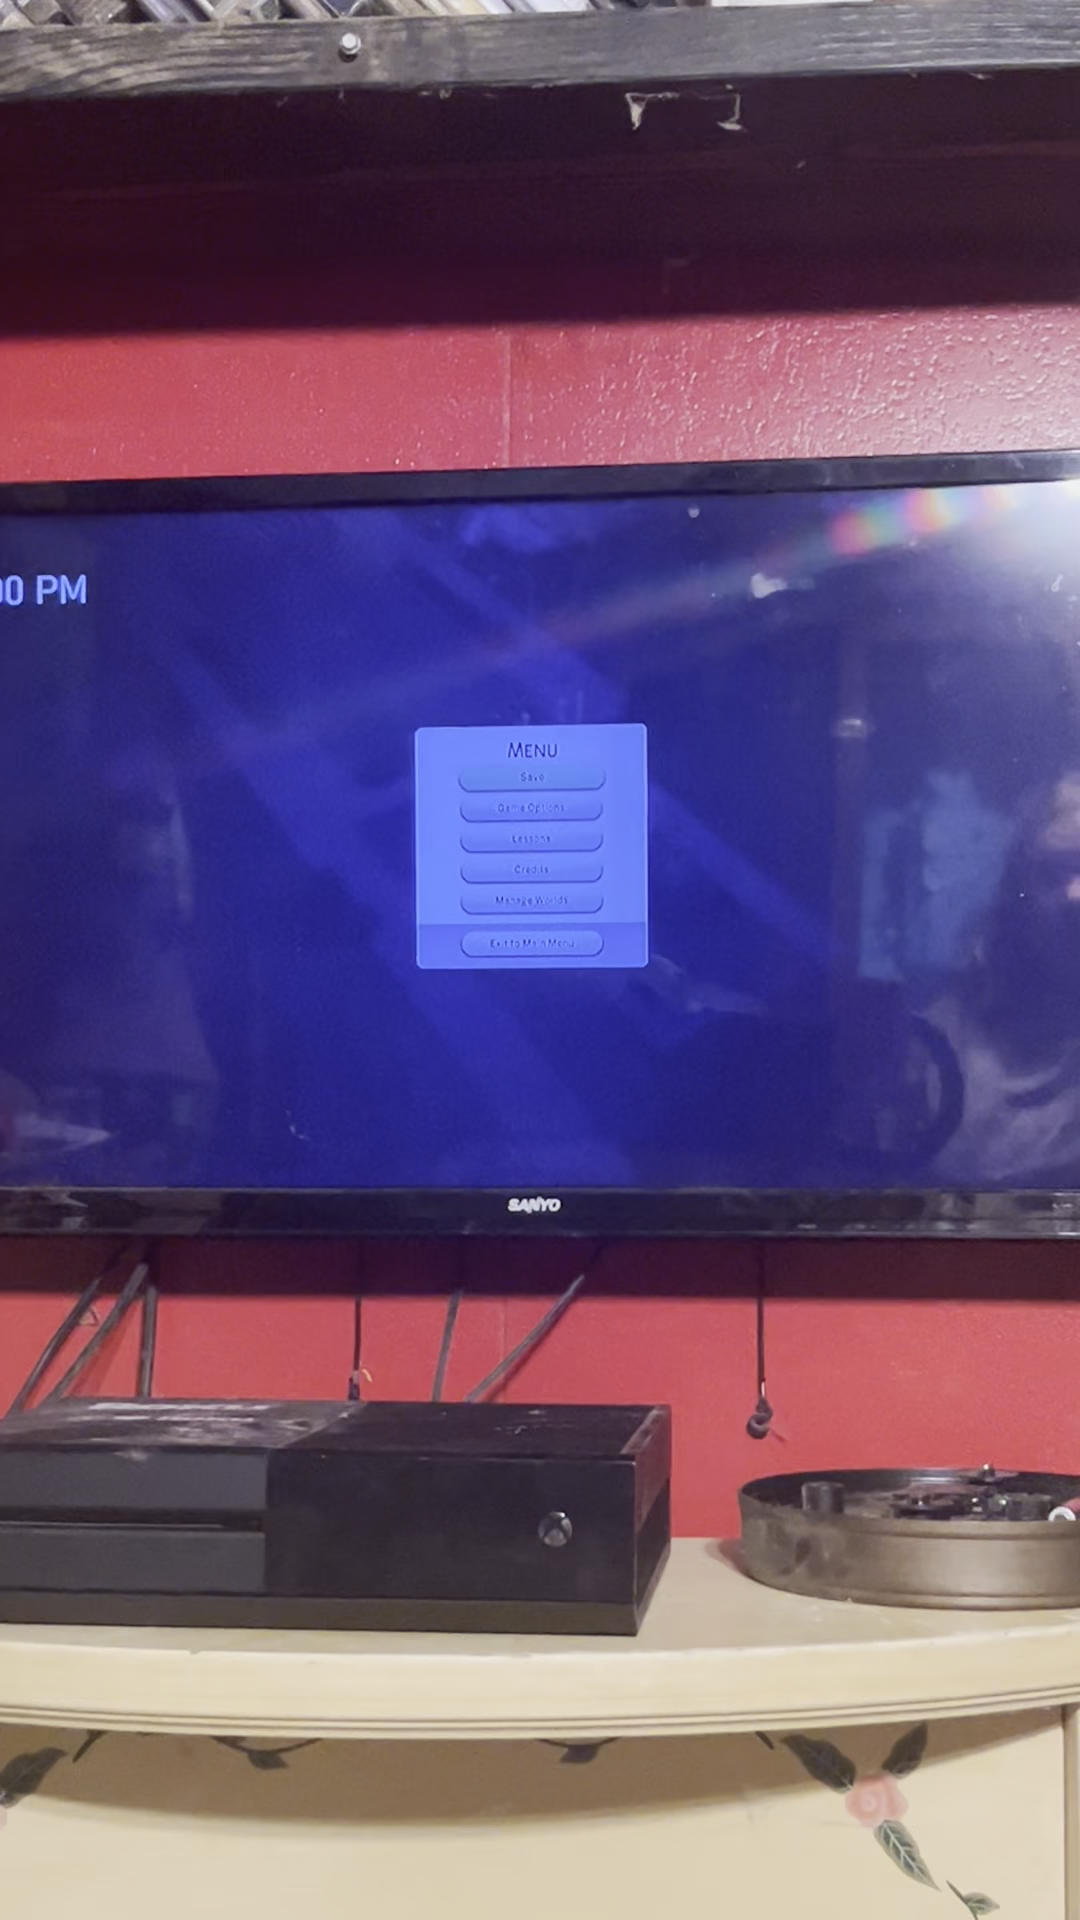 00 PM
MENU
Save
Game Options
Lessons
Credits
Manage Worlds
Exit to Main Menu
SANYO